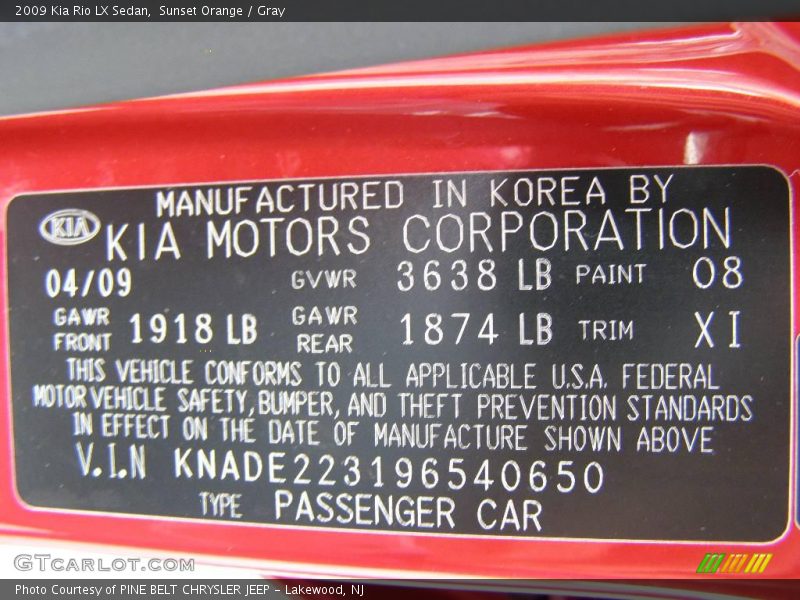 2009 Kia Rio LX Sedan,  Sunset Orange / Gray
MANUFACTURED IN KOREA BY
KIA KIA MOTORS CORPORATION
04/09 GVWR 3638 LB PAINT 08
GAWR FRONT 1918 LB GAWR REAR 1874 LB TRIM XI
THIS VEHICLE CONFORMS TO ALL APPLICABLE U.S.A. FEDERAL
MOTOR VEHICLE SAFETY, BUMPER, AND THEFT PREVENTION STANDARDS
IN EFFECT ON THE DATE OF MANUFACTURE SHOWN ABOVE
V.I.N KNADE223196540650
TYPE PASSENGER CAR
GTCARLOT.COM
Photo Courtesy of PINE BELT CHRYSLER JEEP - Lakewood, NJ